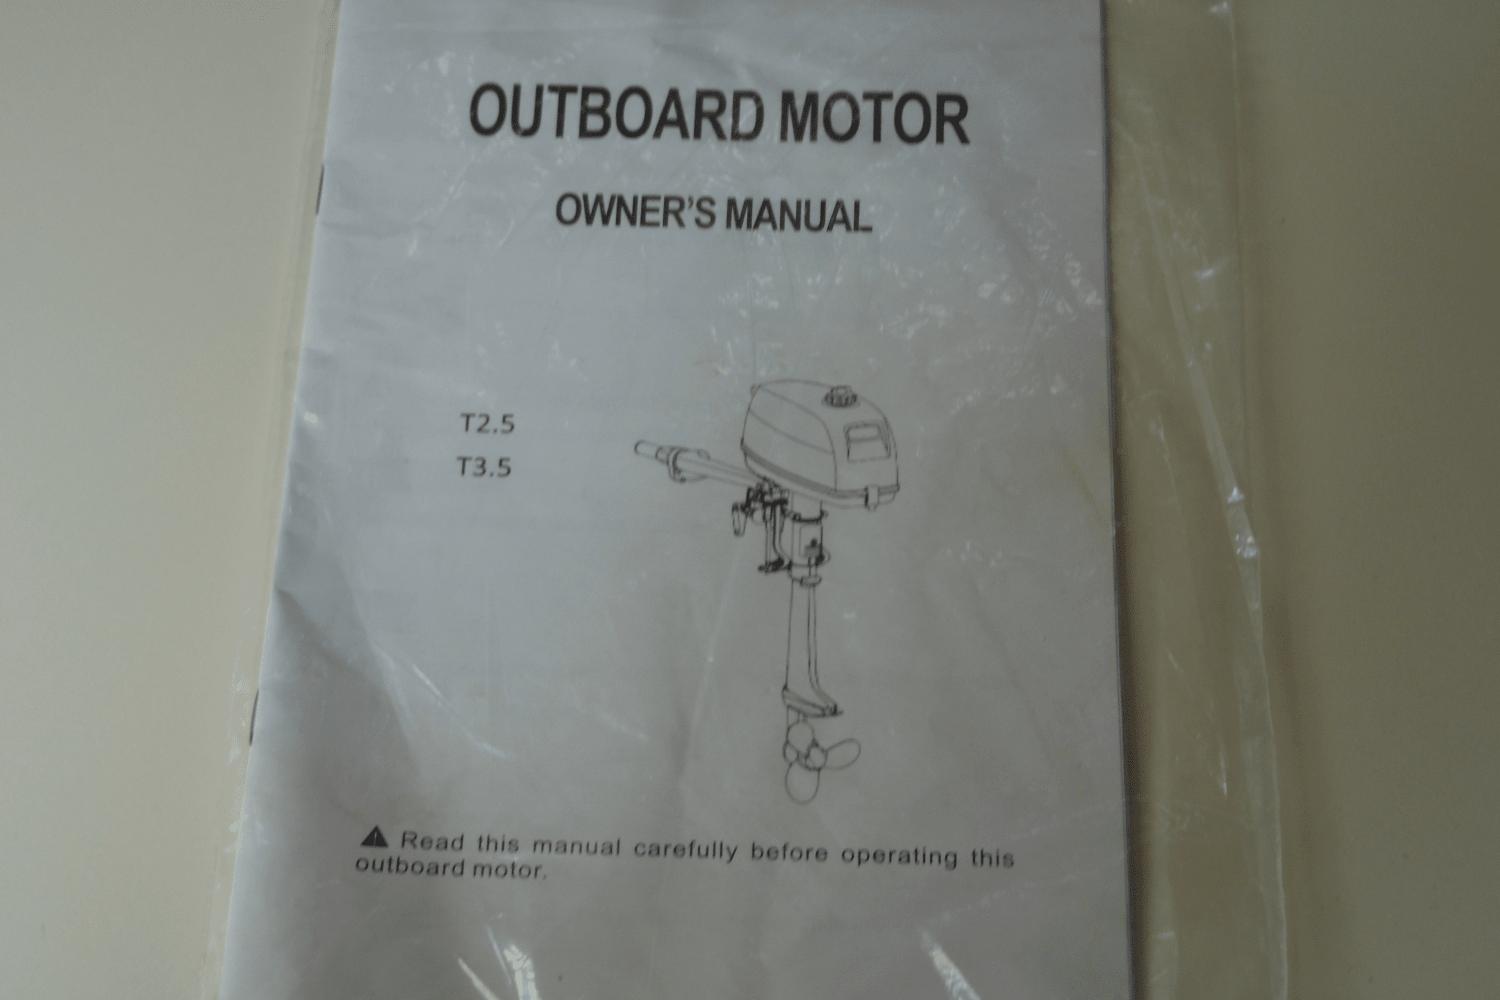 OUTBOARD MOTOR
OWNER'S MANUAL
T2.5
T3.5
Read this manual carefully before operating this
outboard motor.